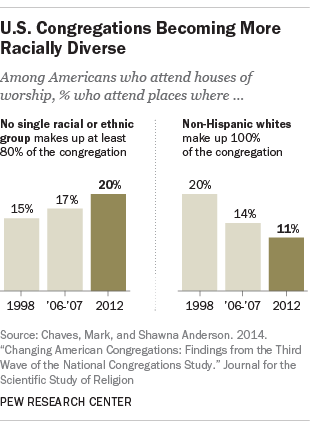 U.S. Congregations Becoming More
Racially Diverse
Among Americans who attend houses of
worship, % who attend places where ...
No single racial or ethnic
group makes up at least
80% of the congregation
15%
17%
20%
1998
'06-'07
2012
Non-Hispanic whites
make up 100%
of the congregation
20%
14%
11%
1998
'06-'07
2012
Source: Chaves, Mark, and Shawna Anderson. 2014.
“Changing American Congregations: Findings from the Third
Wave of the National Congregations Study.” Journal for the
Scientific Study of Religion
PEW RESEARCH CENTER